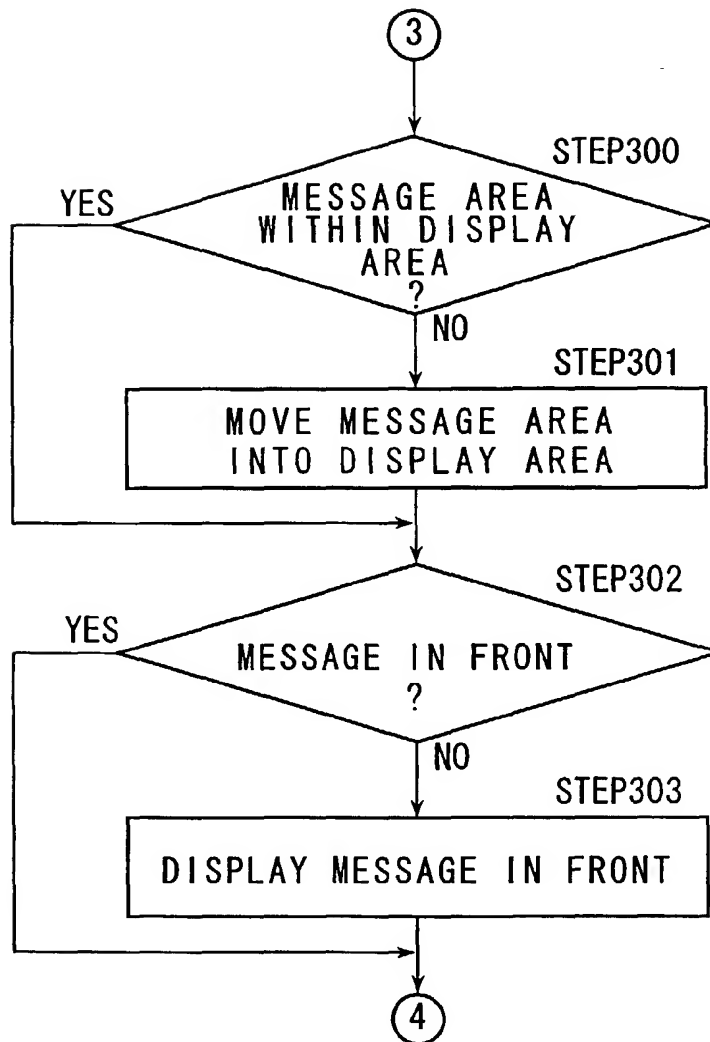 3
STEP300
YES
MESSAGE AREA
WITHIN DISPLAY
AREA
?
NO
STEP301
MOVE MESSAGE AREA
INTO DISPLAY AREA
STEP302
YES
MESSAGE IN FRONT
?
NO
STEP303
DISPLAY MESSAGE IN FRONT
4